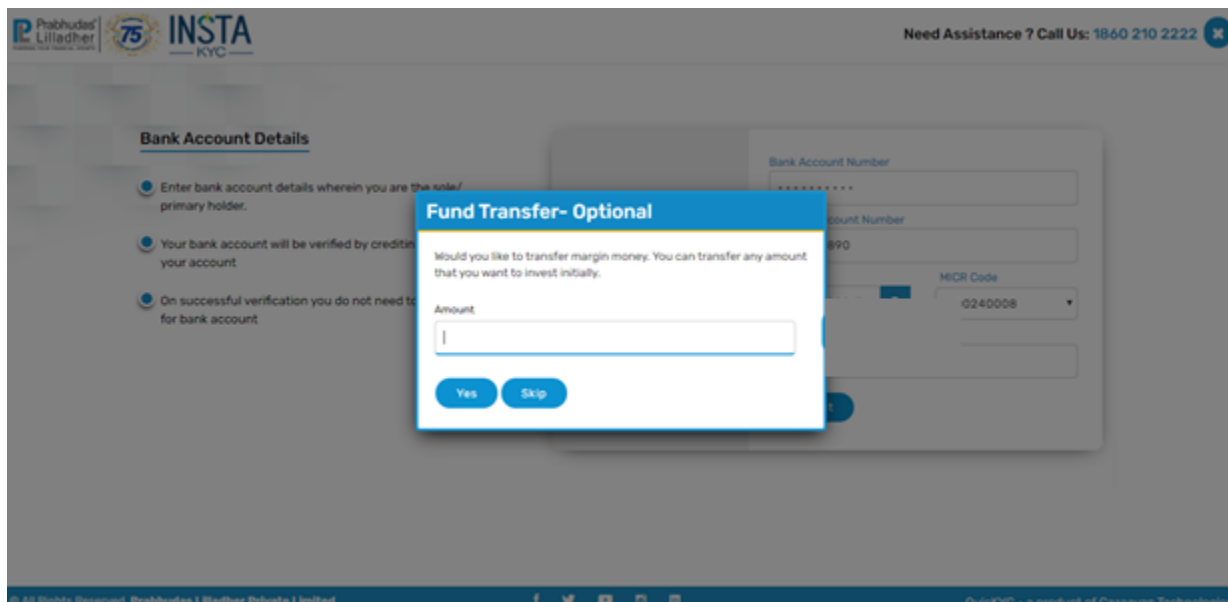 Prabhudas
Lilladher
75
INSTA
KYC
Need Assistance ? Call Us: 1860 210 2222
Bank Account Details
Enter bank account details wherein you are the sole/
primary holder.
Your bank account will be verified by
your account
On successful verification you do not need to
for bank account
Fund Transfer- Optional
Would you like to transfer margin money. You can transfer any amount
that you want to invest initially.
Amount
Yes
Skip
Bank Account Number
Account Number
890
MICR Code
0240008
© All Rights Reserved. Prabhudas Lilladher Private Limited